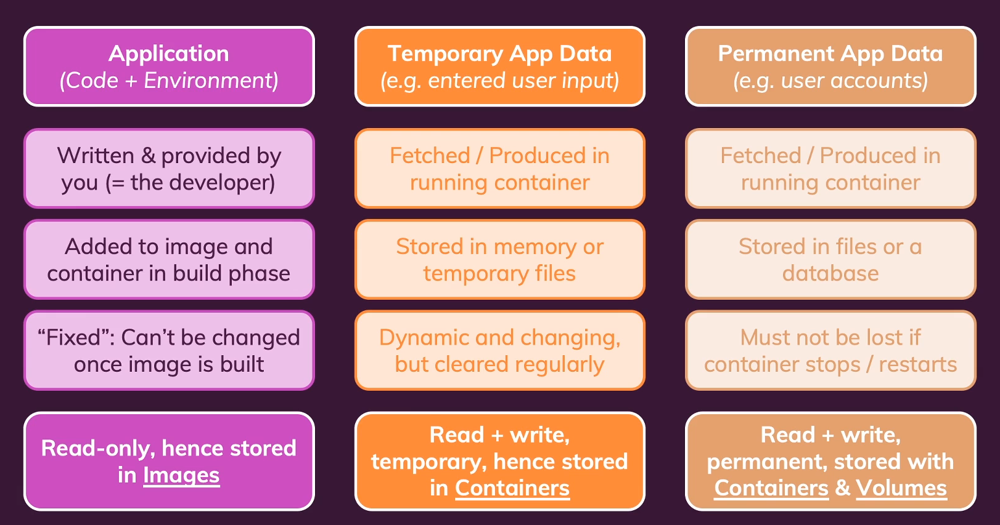 Application
(Code + Environment)
Written & provided by
you (= the developer)
Added to image and
container in build phase
“Fixed”: Can’t be changed
once image is built
Read-only, hence stored
in Images
Temporary App Data
(e.g. entered user input)
Fetched / Produced in
running container
Stored in memory or
temporary files
Dynamic and changing,
but cleared regularly
Read + write,
temporary, hence stored
in Containers
Permanent App Data
(e.g. user accounts)
Fetched / Produced in
running container
Stored in files or a
database
Must not be lost if
container stops / restarts
Read + write,
permanent, stored with
Containers & Volumes